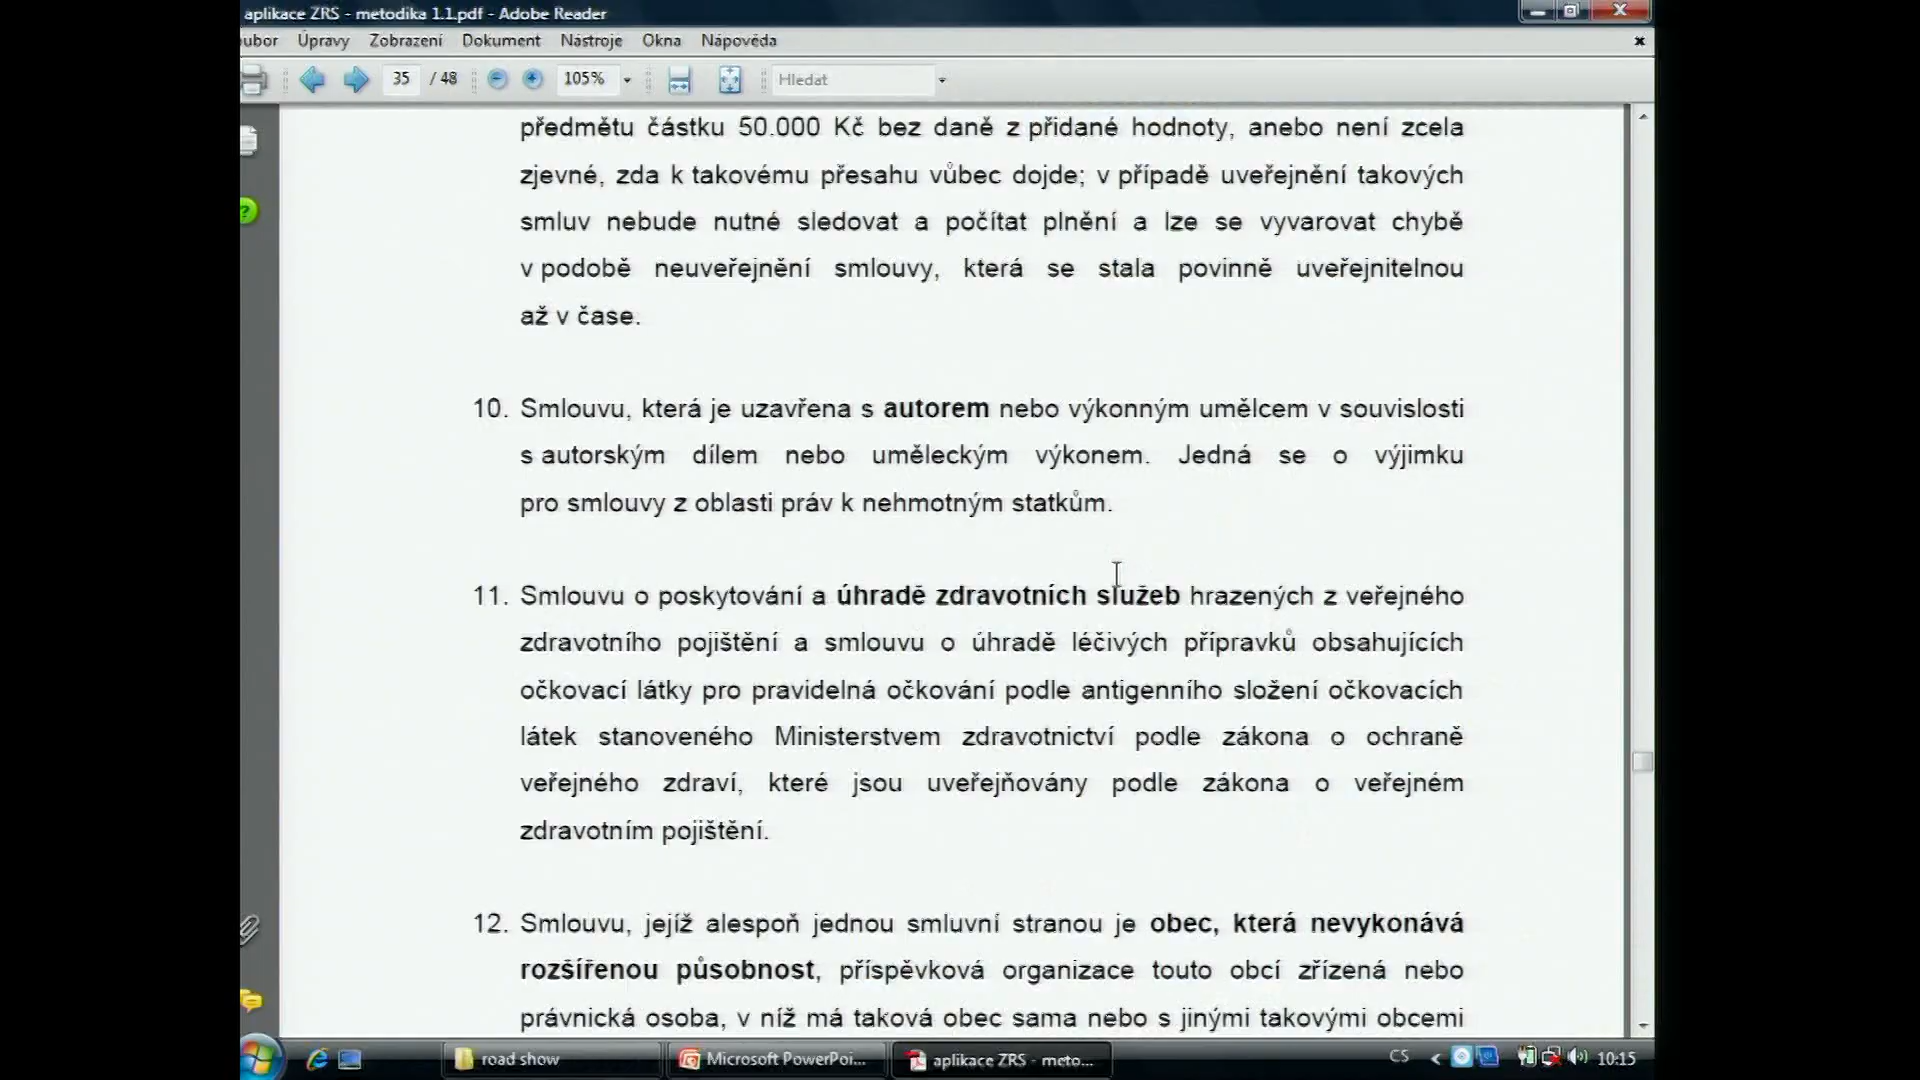 aplikace ZRS - metodika 1.1.pdf - Adobe Reader
oubor Úpravy Zobrazení Dokument Nástroje Okna Nápověda
35 / 48 105% Hledat
předmětu částku 50.000 Kč bez daně z přidané hodnoty, anebo není zcela
zjevné, zda k takovému přesahu vůbec dojde; v případě uveřejnění takových
smluv nebude nutné sledovat a počítat plnění a lze se vyvarovat chybě
v podobě neuveřejnění smlouvy, která se stala povinně uveřejnitelnou
až v čase.
10. Smlouvu, která je uzavřena s autorem nebo výkonným umělcem v souvislosti
s autorským dílem nebo uměleckým výkonem. Jedná se o výjimku
pro smlouvy z oblasti práv k nehmotným statkům.
11. Smlouvu o poskytování a úhradě zdravotních služeb hrazených z veřejného
zdravotního pojištění a smlouvu o úhradě léčivých přípravků obsahujících
očkovací látky pro pravidelná očkování podle antigenního složení očkovacích
látek stanoveného Ministerstvem zdravotnictví podle zákona o ochraně
veřejného zdraví, které jsou uveřejňovány podle zákona o veřejném
zdravotním pojištění.
12. Smlouvu, jejíž alespoň jednou smluvní stranou je obec, která nevykonává
rozšířenou působnost, příspěvková organizace touto obcí zřízená nebo
právnická osoba, v níž má taková obec sama nebo s jinými takovými obcemi
road show Microsoft PowerPoi... aplikace ZRS - meto... CS 10:15